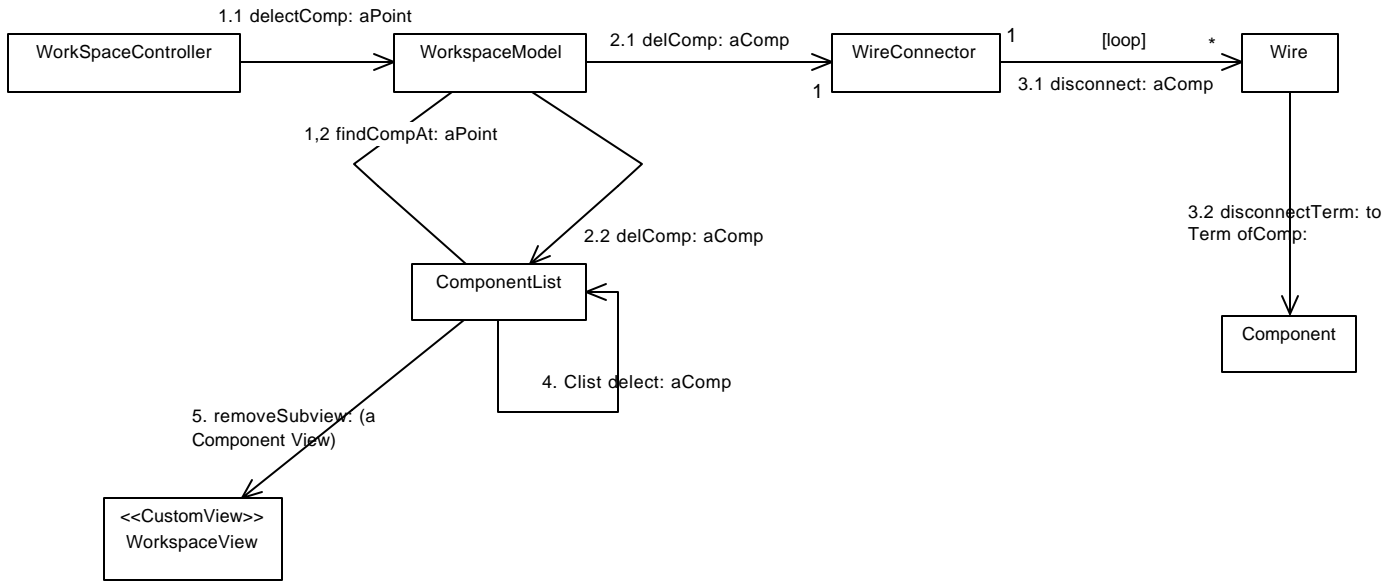 1.1 delectComp: aPoint
WorkSpaceController
WorkspaceModel
2.1 delComp: aComp
WireConnector
1
[loop]
*
Wire
3.1 disconnect: aComp
1
1,2 findCompAt: aPoint
3.2 disconnectTerm: to
Term ofComp:
2.2 delComp: aComp
ComponentList
Component
4. Clist delect: aComp
5. removeSubview: (a
Component View)
<<CustomView>>
WorkspaceView